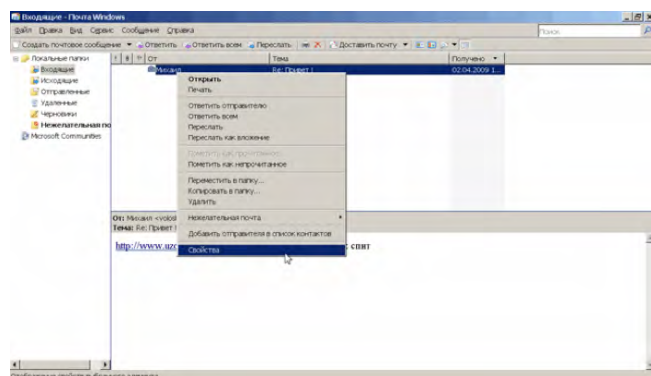 Входящие - Почта Windows
Файл Правка Вид Сервис Сообщение Справка
Поиск
Создать почтовое сообщение Ответить Ответить всем Переслать Доставить почту
Локальные папки
Входящие
Исходящие
Отправленные
Удаленные
Черновики
Нежелательная по
Microsoft Communities
От Тема Получено
Михаил Re: Привет ! 02.04.2009 1...
Открыть
Печать
Ответить отправителю
Ответить всем
Переслать
Переслать как вложение
Пометить как прочитанное
Пометить как непрочитанное
Переместить в папку...
Копировать в папку...
Удалить
Нежелательная почта
Добавить отправителя в список контактов
Свойства
От: Михаил
Тема: Re: Привет !
http://www.uzo спит